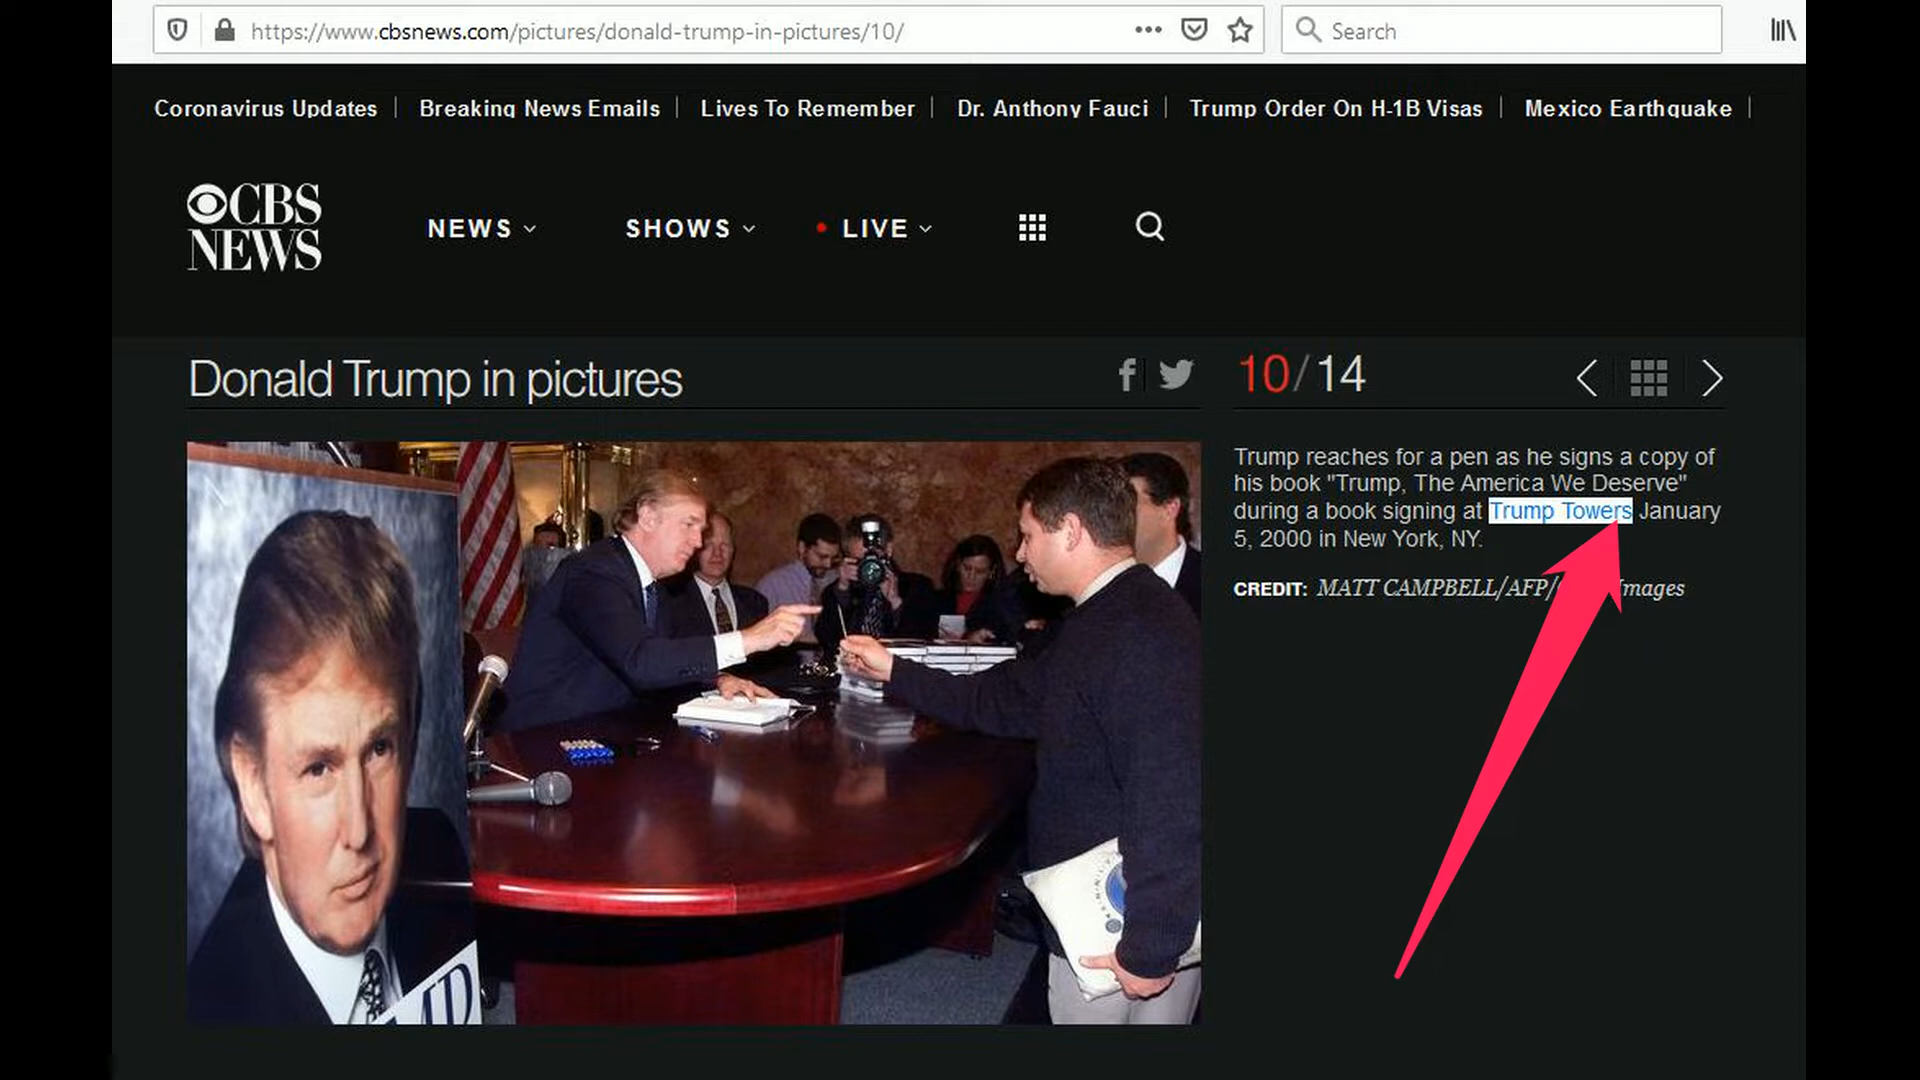 https://www.cbsnews.com/pictures/donald-trump-in-pictures/10/
Search
Coronavirus Updates | Breaking News Emails | Lives To Remember | Dr. Anthony Fauci | Trump Order On H-1B Visas | Mexico Earthquake |
CBS
NEWS
NEWS SHOWS LIVE
Donald Trump in pictures
10/14
Trump reaches for a pen as he signs a copy of
his book "Trump, The America We Deserve"
during a book signing at Trump Towers January
5, 2000 in New York, NY.
CREDIT: MATT CAMPBELL/AFP/ mages